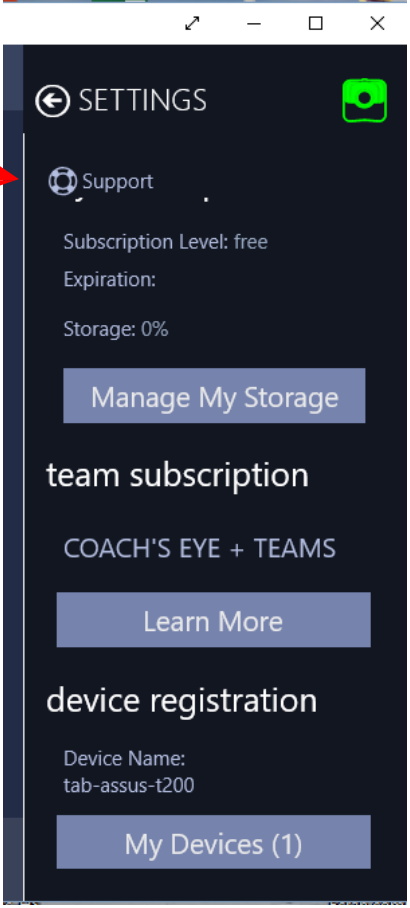 SETTINGS
Support
Subscription Level: free
Expiration:
Storage: 0%
Manage My Storage
team subscription
COACH'S EYE + TEAMS
Learn More
device registration
Device Name:
tab-assus-t200
My Devices (1)